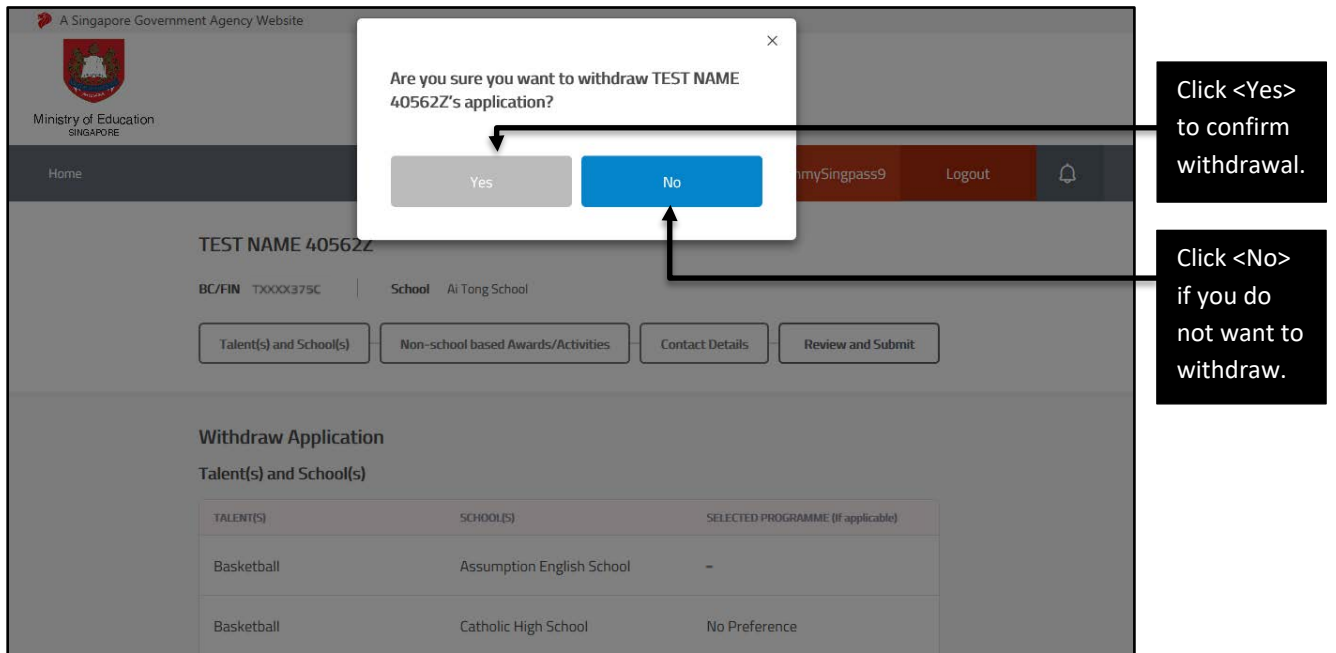 A Singapore Government Agency Website
Ministry of Education
SINGAPORE
×
Are you sure you want to withdraw TEST NAME
40562Z's application?
Yes
No
Home
mySingpass9
Logout
TEST NAME 40562Z
BC/FIN TXXXX375C
School Ai Tong School
Talent(s) and School(s)
Non-school based Awards/Activities
Contact Details
Review and Submit
Withdraw Application
Talent(s) and School(s)
TALENT(S) SCHOOL(S) SELECTED PROGRAMME (If applicable)
Basketball Assumption English School -
Basketball Catholic High School No Preference
Click <Yes>
to confirm
withdrawal.
Click <No>
if you do
not want to
withdraw.